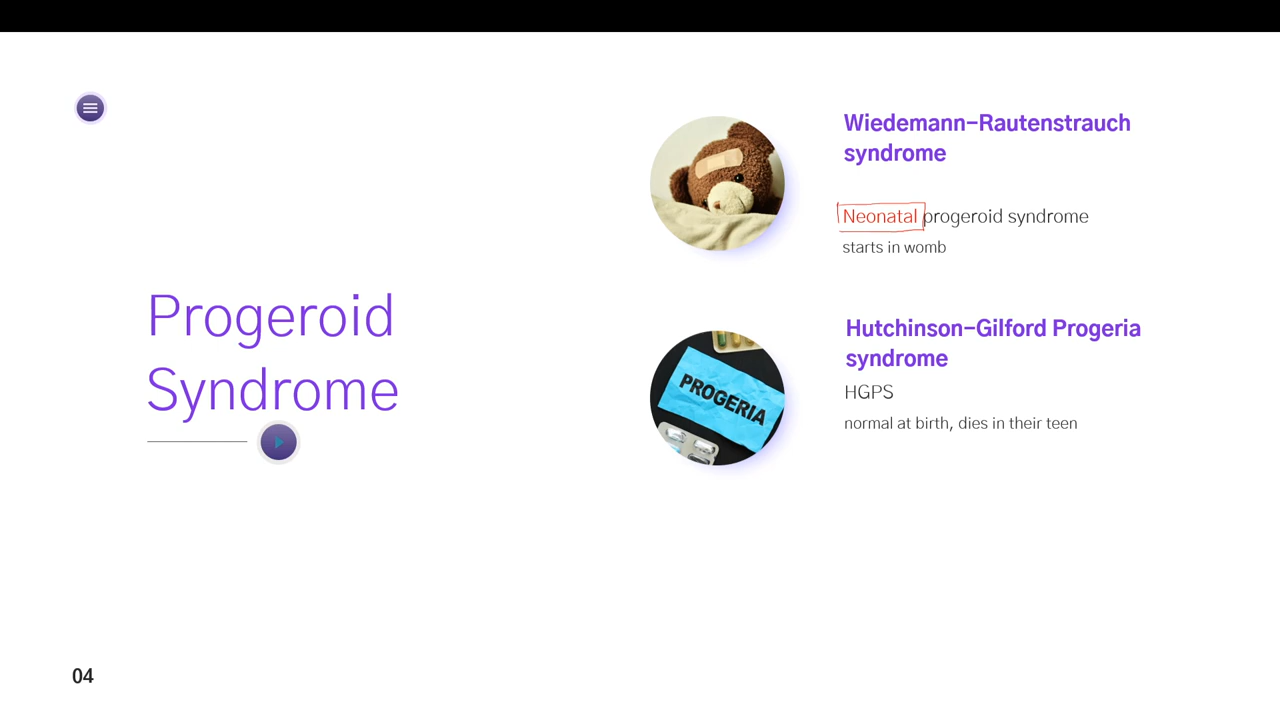 Progeroid
Syndrome
Wiedemann-Rautenstrauch
syndrome
Neonatal progeroid syndrome
starts in womb
PROGERIA
Hutchinson-Gilford Progeria
syndrome
HGPS
normal at birth, dies in their teen
04